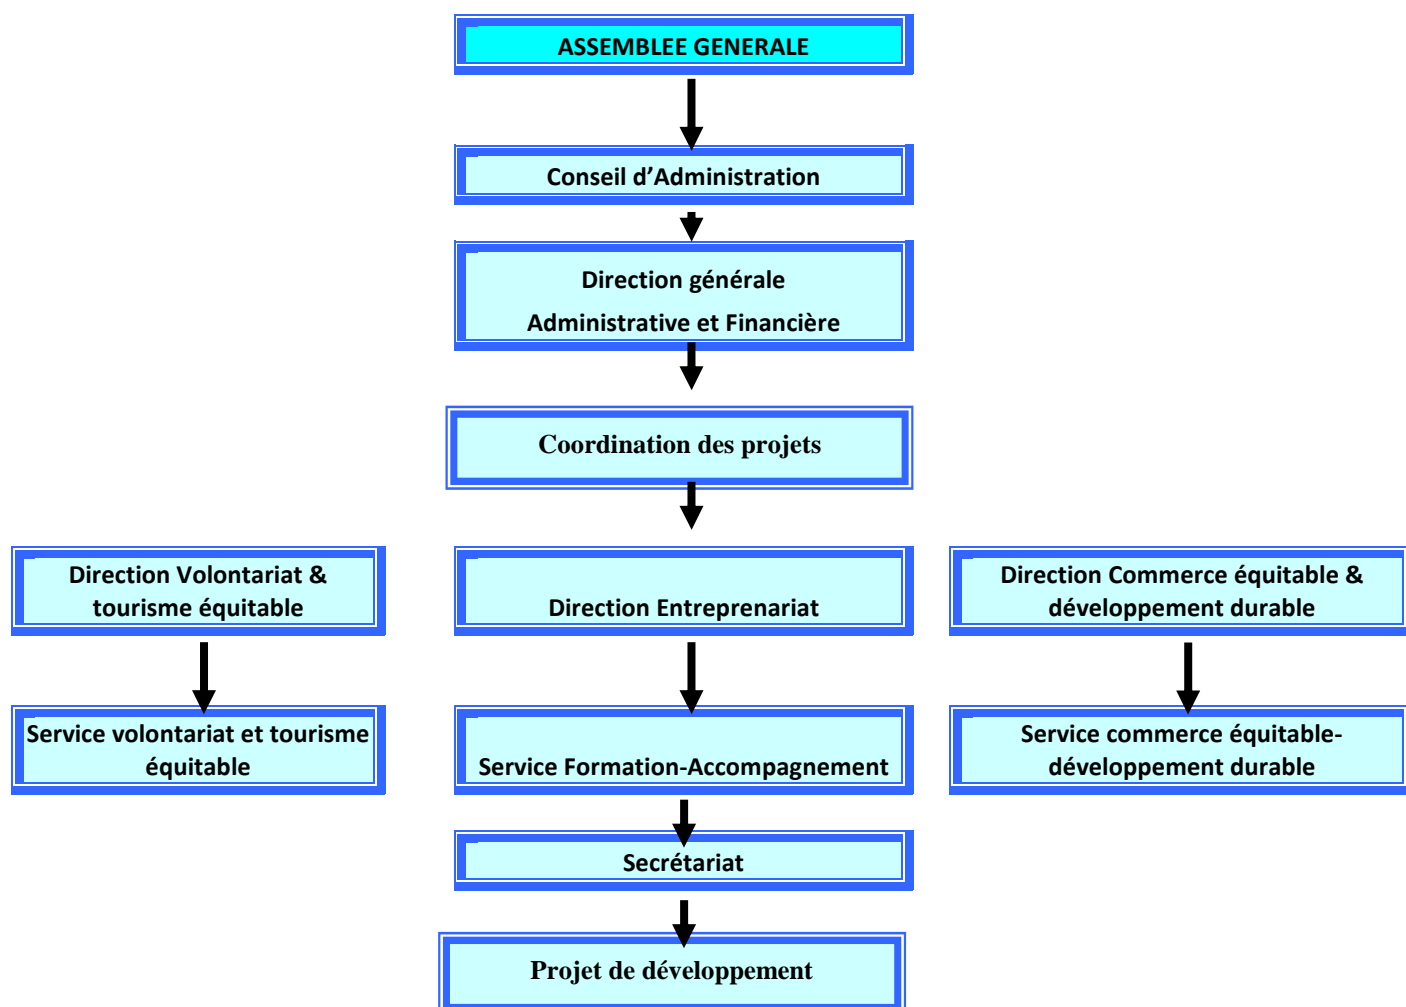 ASSEMBLEE GENERALE
Conseil d’Administration
Direction générale
Administrative et Financière
Coordination des projets
Direction Volontariat &
tourisme équitable
Direction Entreprenariat
Direction Commerce équitable &
développement durable
Service volontariat et tourisme
équitable
Service Formation-Accompagnement
Service commerce équitable-
développement durable
Secrétariat
Projet de développement